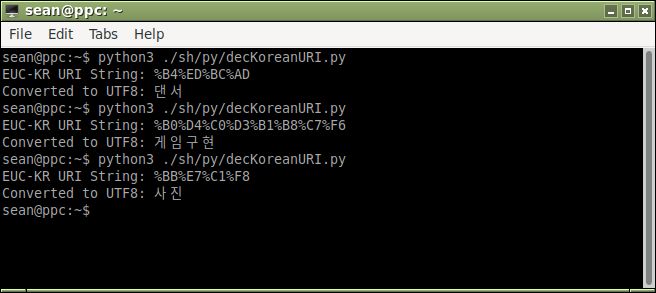 sean@ppc: ~
File Edit Tabs Help
sean@ppc:~$ python3 ./sh/py/decKoreanURI.py
EUC-KR URI String: %B4%ED%BC%AD
Converted to UTF8: 댄서
sean@ppc:~$ python3 ./sh/py/decKoreanURI.py
EUC-KR URI String: %B0%D4%C0%D3%B1%B8%C7%F6
Converted to UTF8: 게임구현
sean@ppc:~$ python3 ./sh/py/decKoreanURI.py
EUC-KR URI String: %BB%E7%C1%F8
Converted to UTF8: 사진
sean@ppc:~$